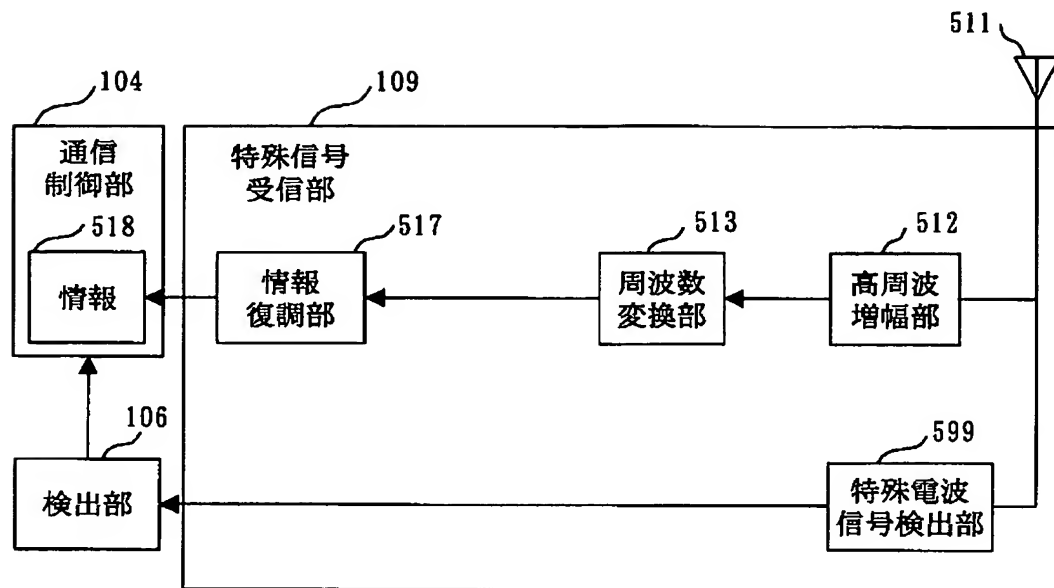 511
104
109
通信
制御部
特殊信号
受信部
518
517
513
512
情報
情報
復調部
周波数
変換部
高周波
増幅部
106
599
検出部
特殊電波
信号検出部